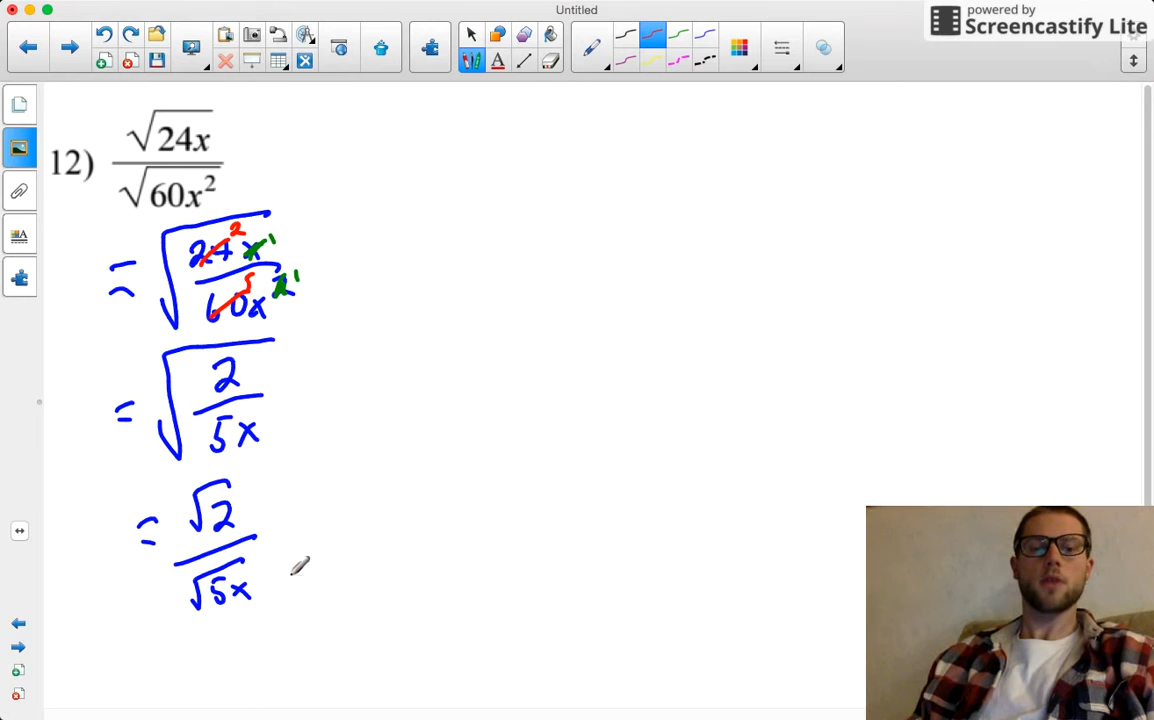 Untitled
powered by
Screencastify Lite
12) √24x / √60x²
= √(24x / 60x²) 2 1 5 1
= √(2 / 5x)
= √2 / √5x